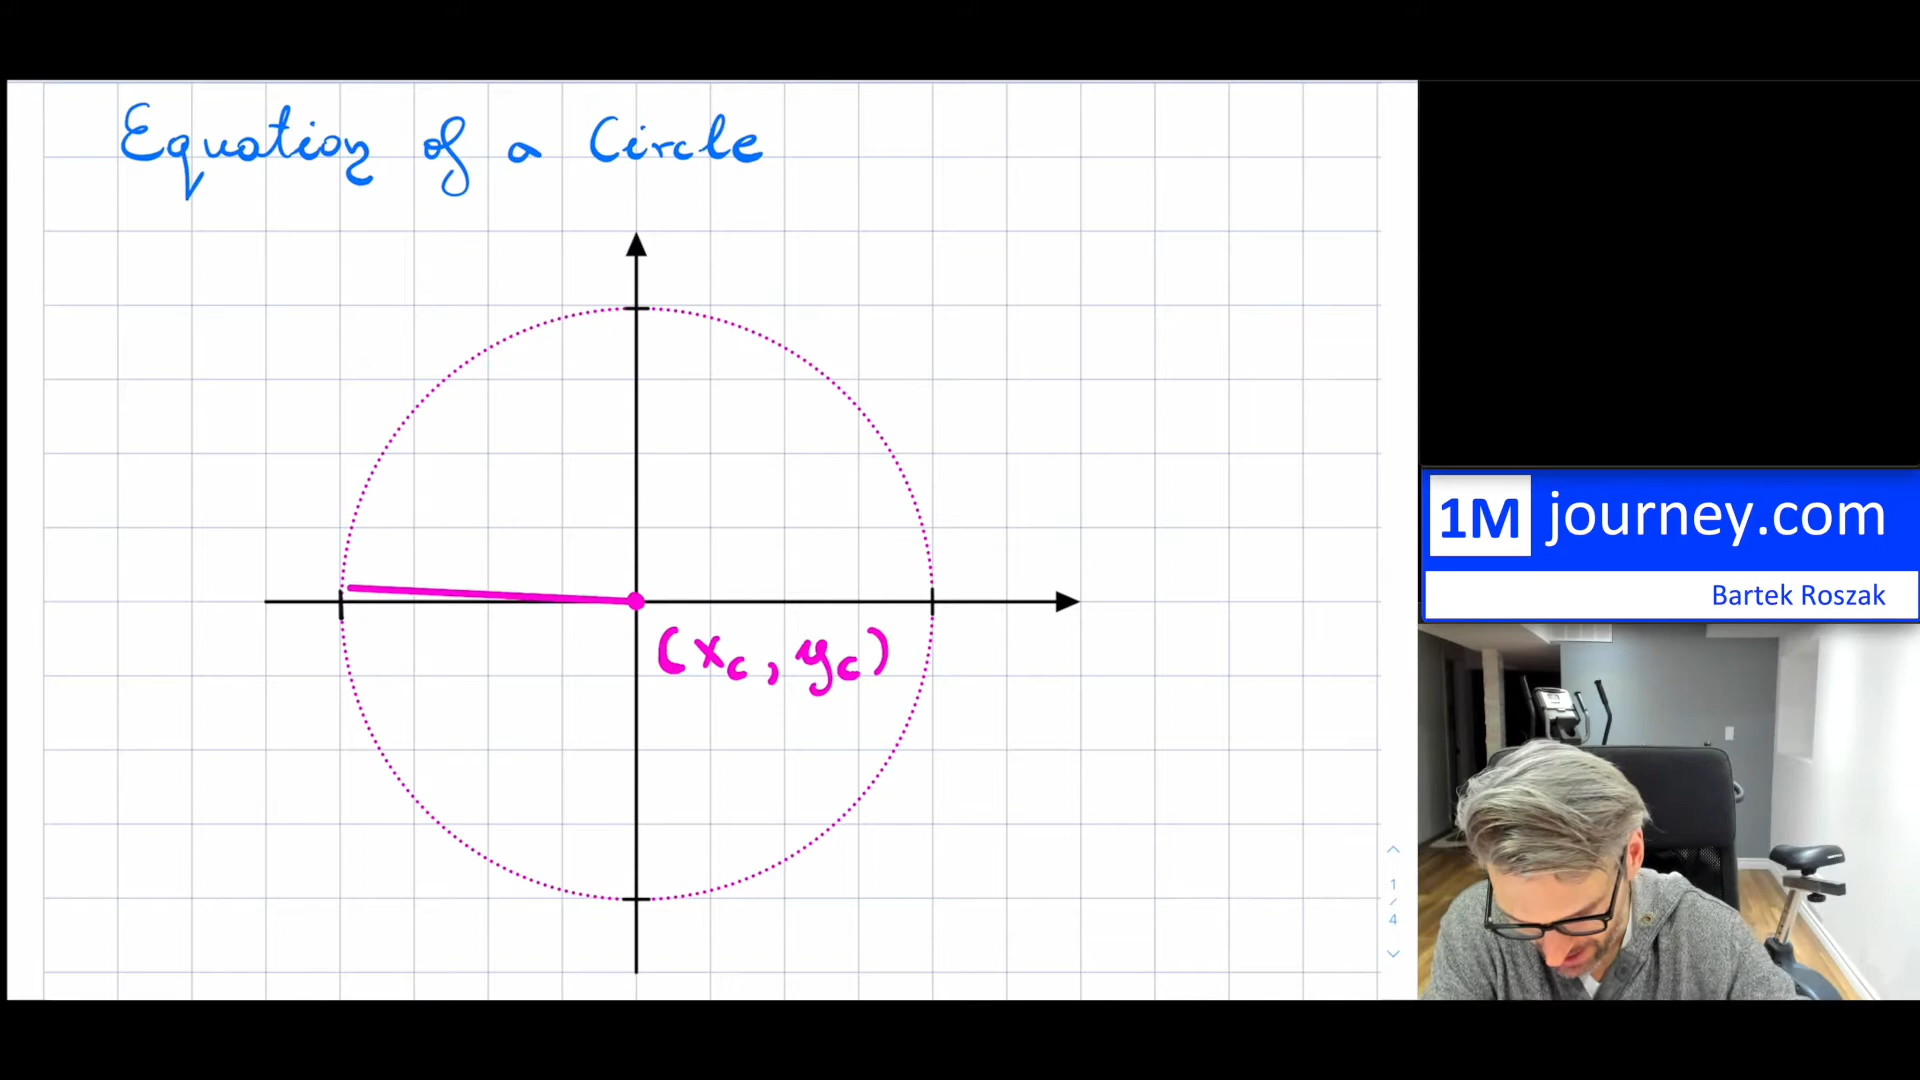 Equation of a Circle
(xc, yc)
1M journey.com
Bartek Roszak
1
/
4